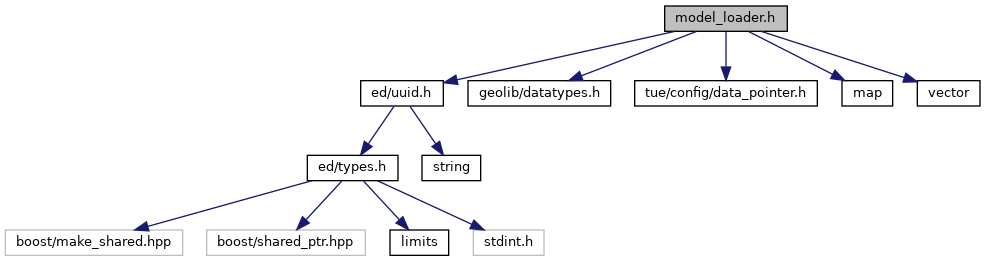 model_loader.h
ed/uuid.h
geolib/datatypes.h
tue/config/data_pointer.h
map
vector
ed/types.h
string
boost/make_shared.hpp
boost/shared_ptr.hpp
limits
stdint.h